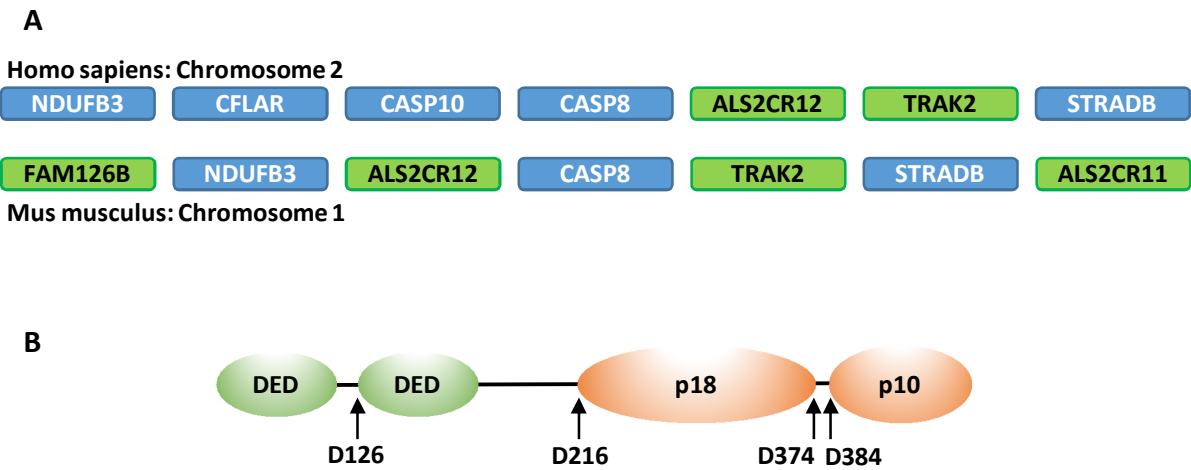 A
Homo sapiens: Chromosome 2
NDUFB3 CFLAR CASP10 CASP8 ALS2CR12 TRAK2 STRADB
FAM126B NDUFB3 ALS2CR12 CASP8 TRAK2 STRADB ALS2CR11
Mus musculus: Chromosome 1
B
DED DED p18 p10
D126 D216 D374 D384